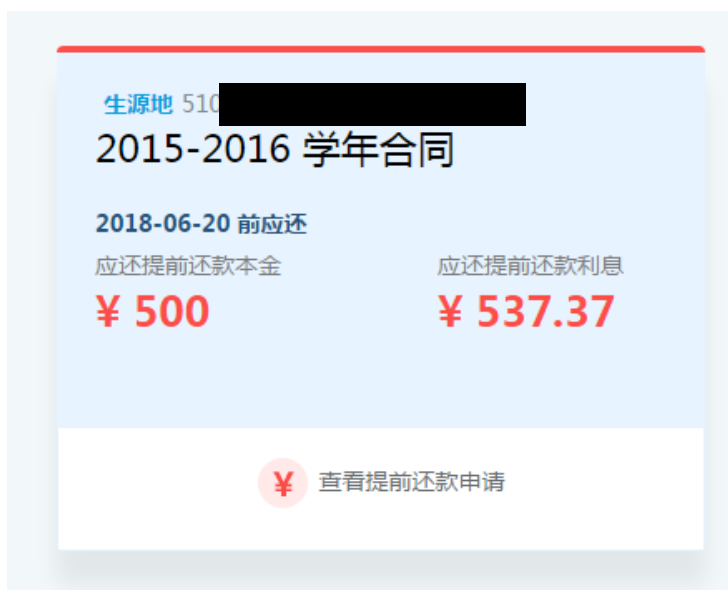 生源地 510
2015-2016 学年合同
2018-06-20 前应还
应还提前还款本金 应还提前还款利息
¥ 500 ¥ 537.37
¥ 查看提前还款申请